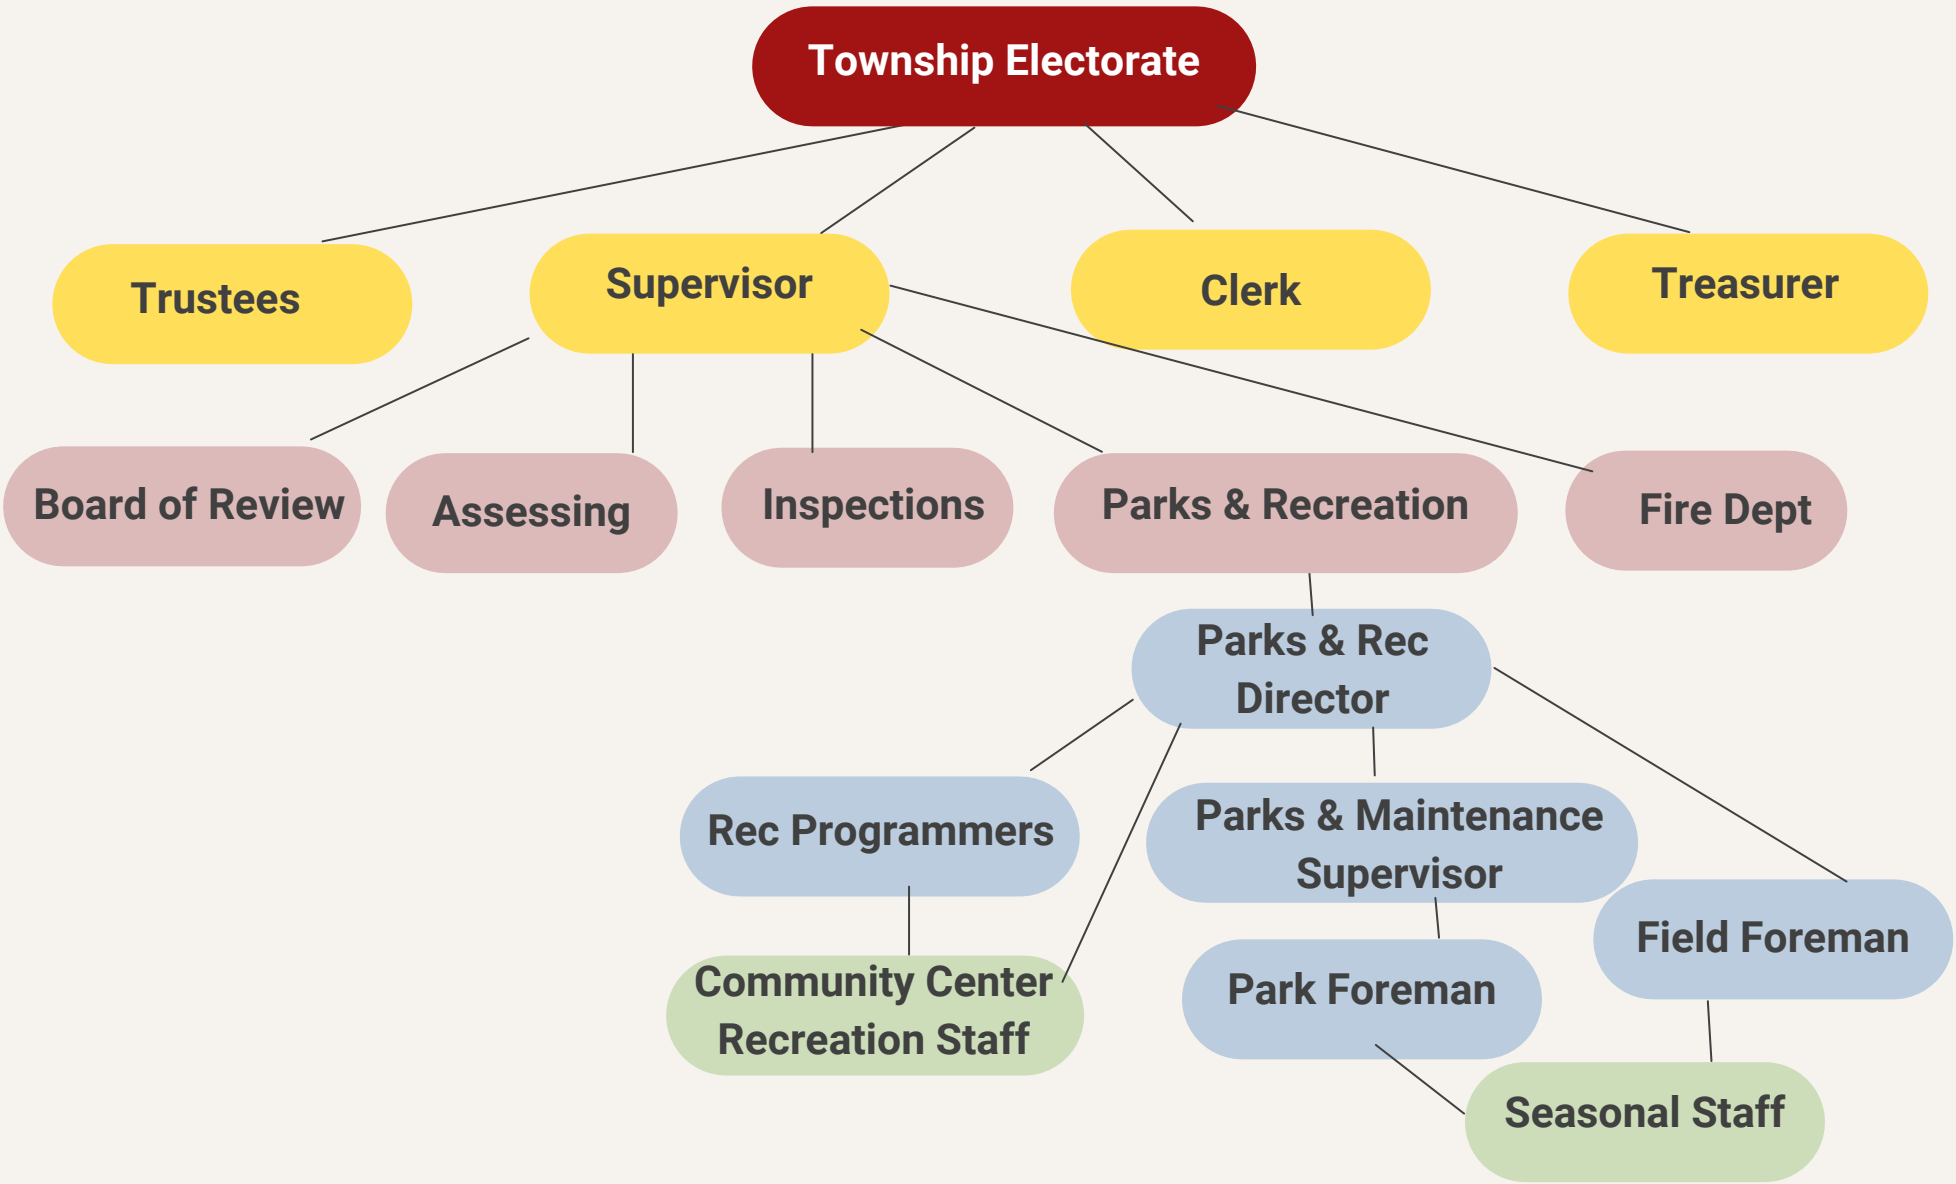 Township Electorate
Trustees
Supervisor
Clerk
Treasurer
Board of Review
Assessing
Inspections
Parks & Recreation
Fire Dept
Parks & Rec
Director
Rec Programmers
Parks & Maintenance
Supervisor
Field Foreman
Community Center
Recreation Staff
Park Foreman
Seasonal Staff